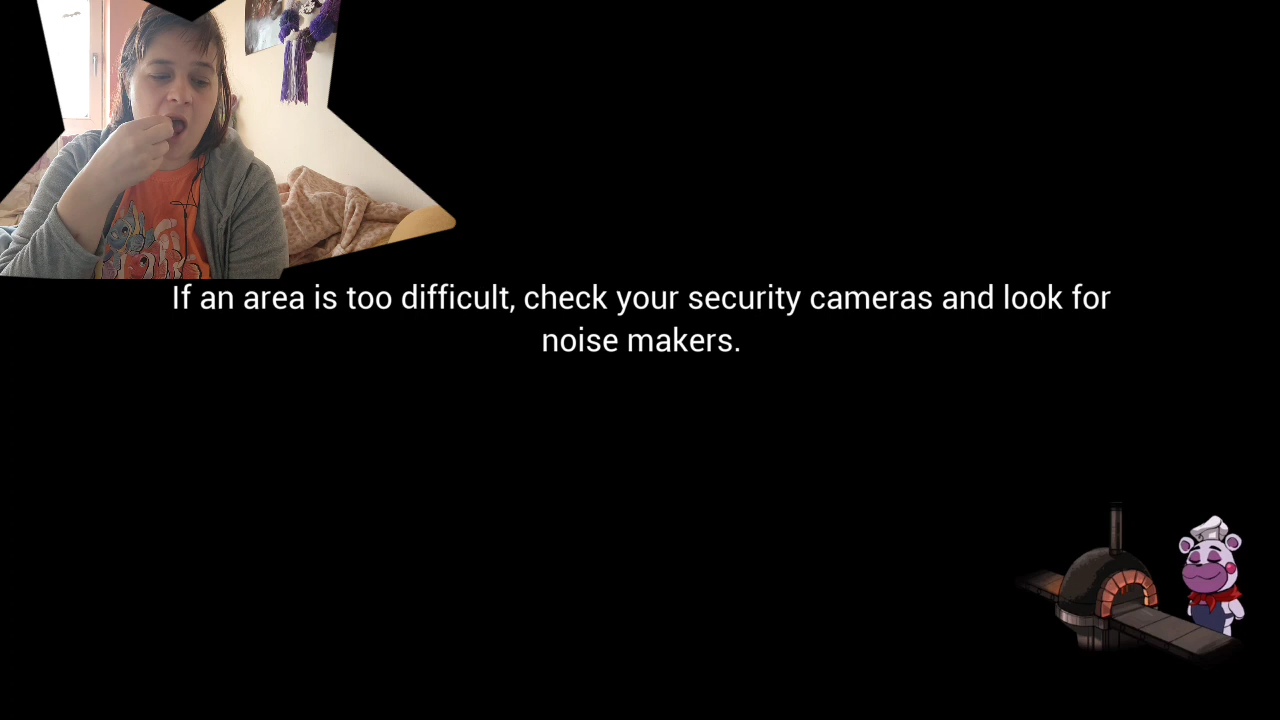 If an area is too difficult, check your security cameras and look for
noise makers.